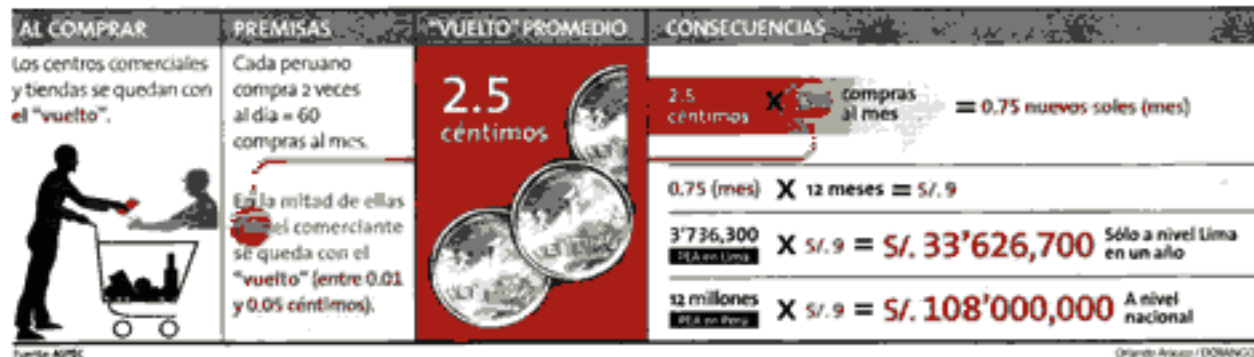 AL COMPRAR
Los centros comerciales
y tiendas se quedan con
el "vuelto".
PREMISAS
Cada peruano
compra 2 veces
al día = 60
compras al mes.
En la mitad de ellas
el comerciante
se queda con el
"vuelto" (entre 0.01
y 0.05 céntimos).
"VUELTO" PROMEDIO
2.5
céntimos
CONSECUENCIAS
2.5 céntimos X compras al mes = 0.75 nuevos soles (mes)
0.75 (mes) X 12 meses = S/. 9
3'736,300 PEA en Lima X S/. 9 = S/. 33'626,700 Sólo a nivel Lima en un año
12 millones PEA en Perú X S/. 9 = S/. 108'000,000 A nivel nacional
Fuente: ASPEC